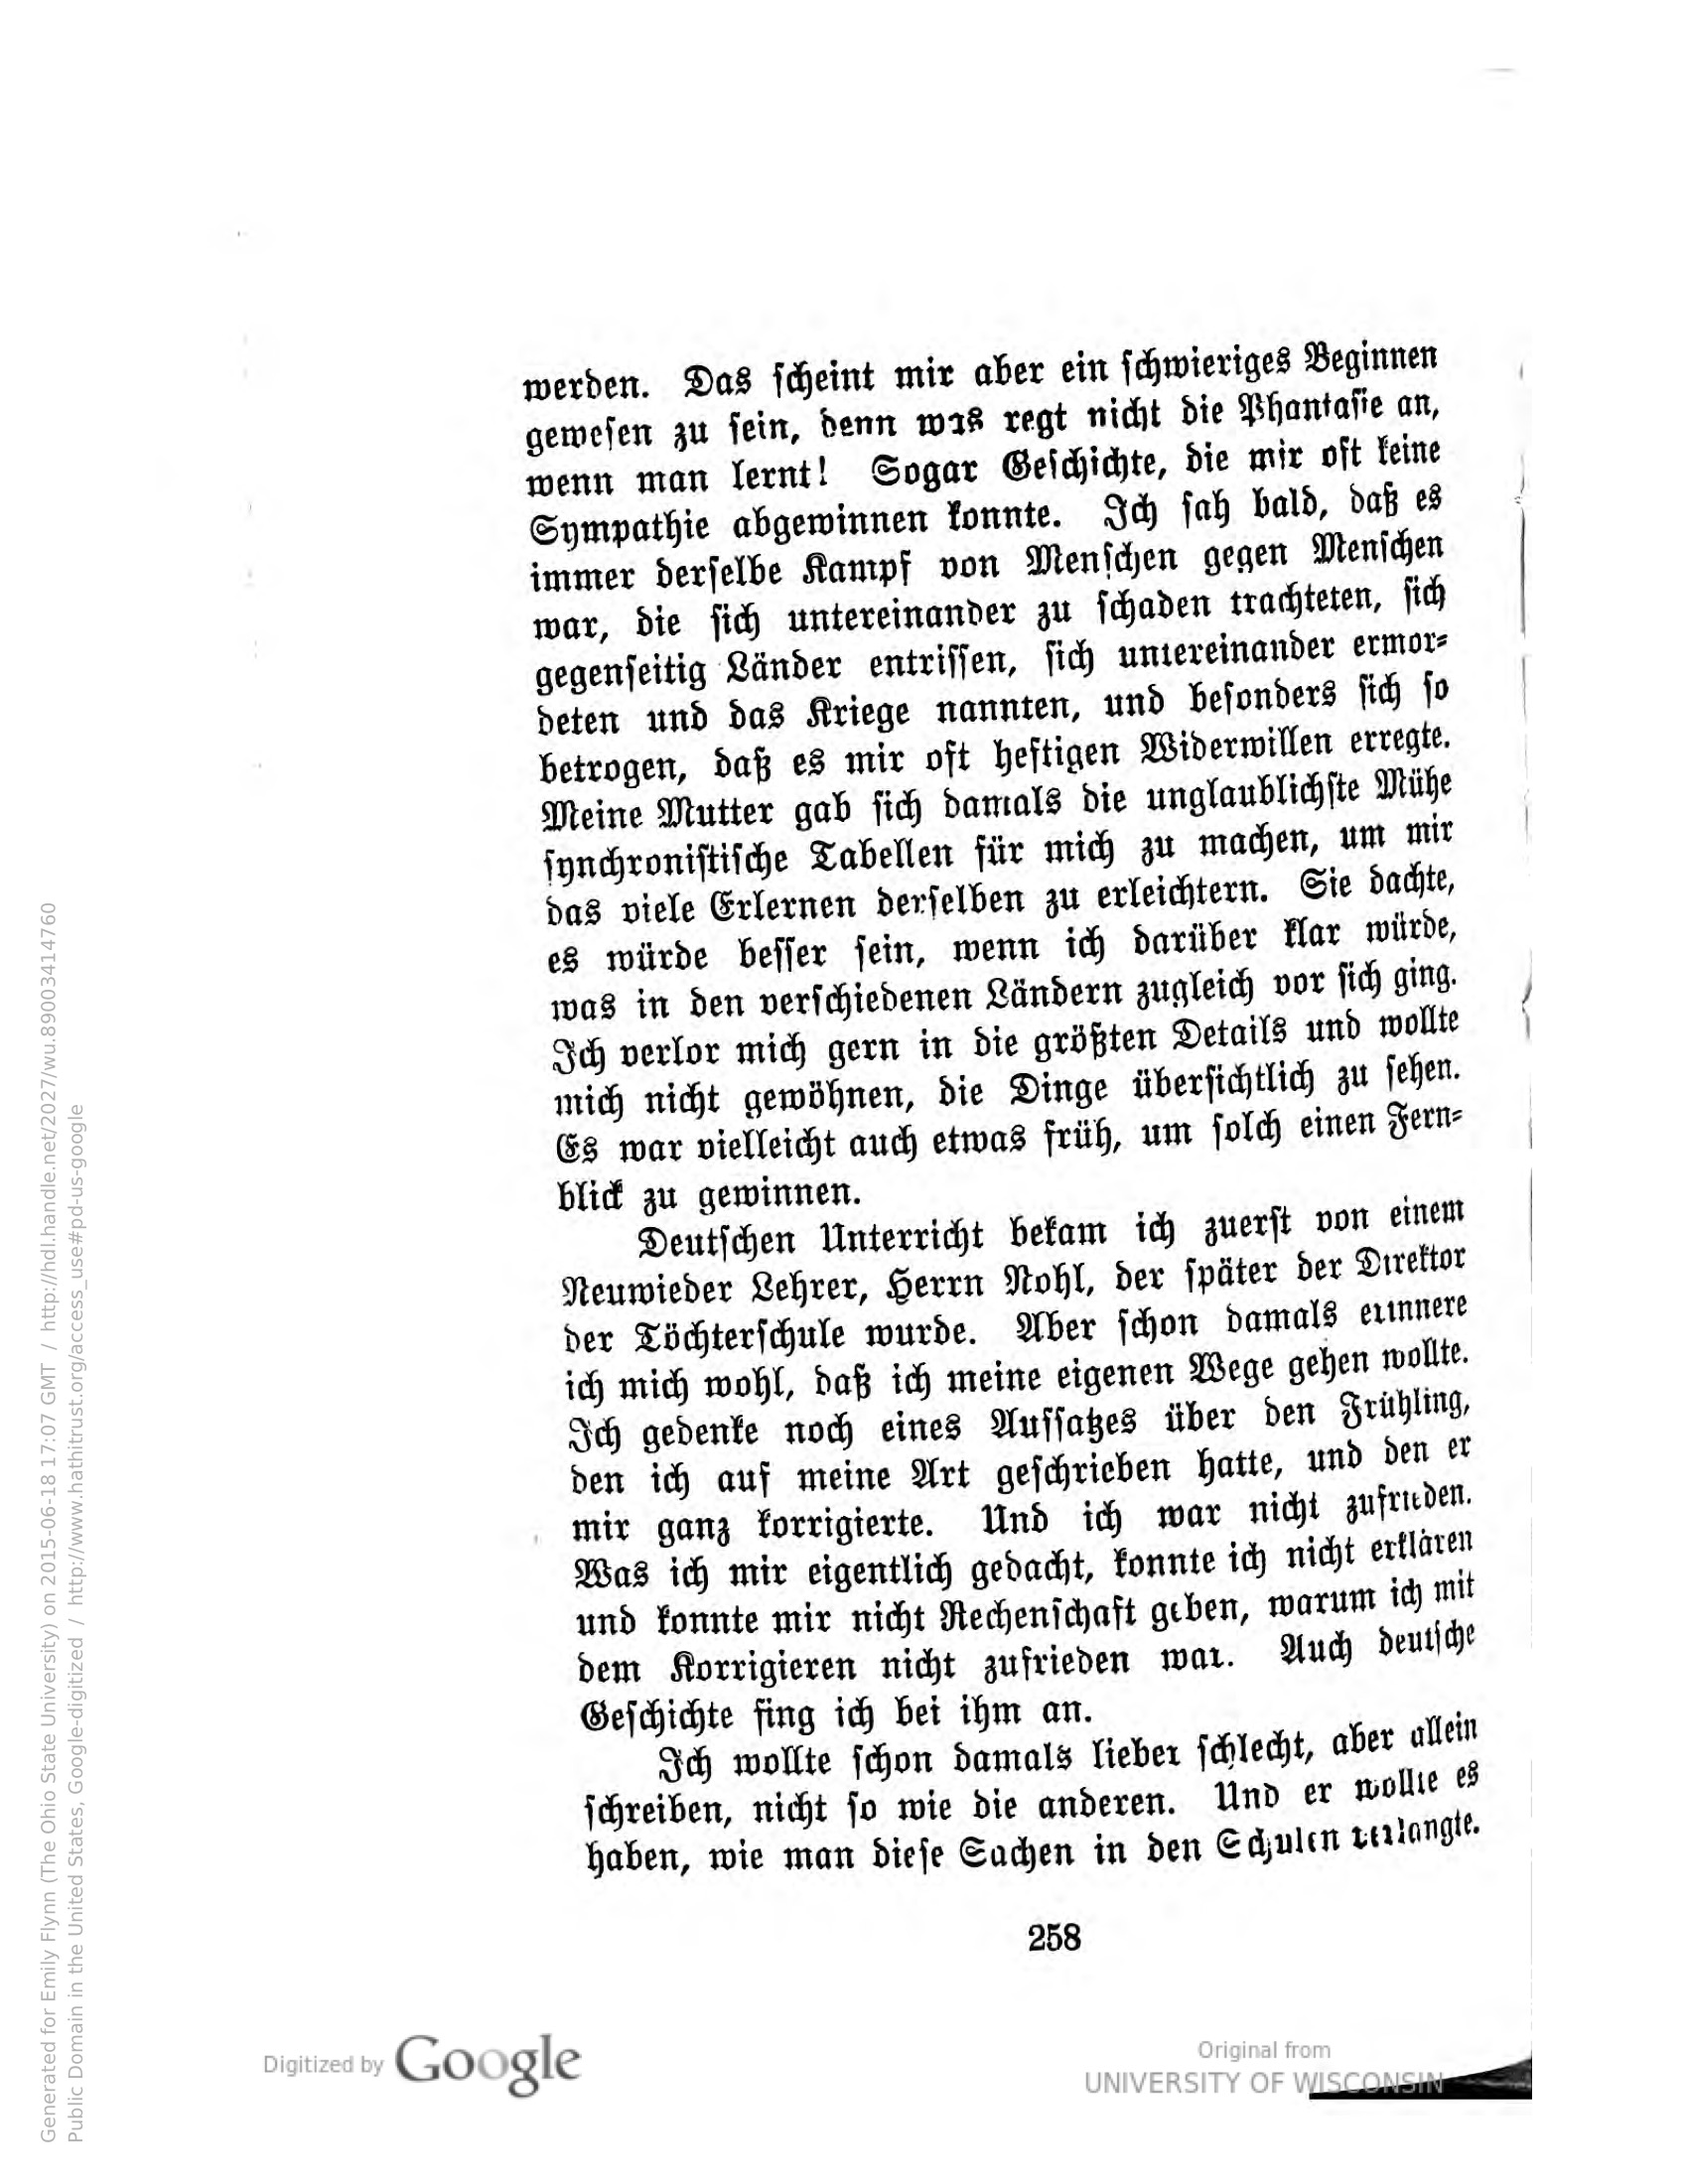 werden. Das scheint mir aber ein schwieriges Beginnen
gewesen zu sein, denn was regt nicht die Phantasie an,
wenn man lernt! Sogar Geschichte, die mir oft keine
Sympathie abgewinnen konnte. Ich sah bald, daß es
immer derselbe Kampf von Menschen gegen Menschen
war, die sich untereinander zu schaden trachteten, sich
gegenseitig Länder entrissen, sich untereinander ermor-
deten und das Kriege nannten, und besonders sich so
betrogen, daß es mir oft heftigen Widerwillen erregte.
Meine Mutter gab sich damals die unglaublichste Mühe
synchronistische Tabellen für mich zu machen, um mir
das viele Erlernen derselben zu erleichtern. Sie dachte,
es würde besser sein, wenn ich darüber klar würde,
was in den verschiedenen Ländern zugleich vor sich ging.
Ich verlor mich gern in die größten Details und wollte
mich nicht gewöhnen, die Dinge übersichtlich zu sehen.
Es war vielleicht auch etwas früh, um solch einen Fern-
blick zu gewinnen.
Deutschen Unterricht bekam ich zuerst von einem
Neuwieder Lehrer, Herrn Nohl, der später der Direktor
der Töchterschule wurde. Aber schon damals erinnere
ich mich wohl, daß ich meine eigenen Wege gehen wollte.
Ich gedenke noch eines Aufsatzes über den Frühling,
den ich auf meine Art geschrieben hatte, und den er
mir ganz korrigierte. Und ich war nicht zufrieden.
Was ich mir eigentlich gedacht, konnte ich nicht erklären
und konnte mir nicht Rechenschaft geben, warum ich mit
dem Korrigieren nicht zufrieden war. Auch deutsche
Geschichte fing ich bei ihm an.
Ich wollte schon damals lieber schlecht, aber allein
schreiben, nicht so wie die anderen. Und er wollte es
haben, wie man diese Sachen in den Schulen verlangte.
258
Digitized by Google
Original from
UNIVERSITY OF WISCONSIN
Generated for Emily Flynn (The Ohio State University) on 2015-06-18 17:07 GMT / http://hdl.handle.net/2027/wu.89003414760
Public Domain in the United States, Google-digitized / http://www.hathitrust.org/access_use#pd-us-google